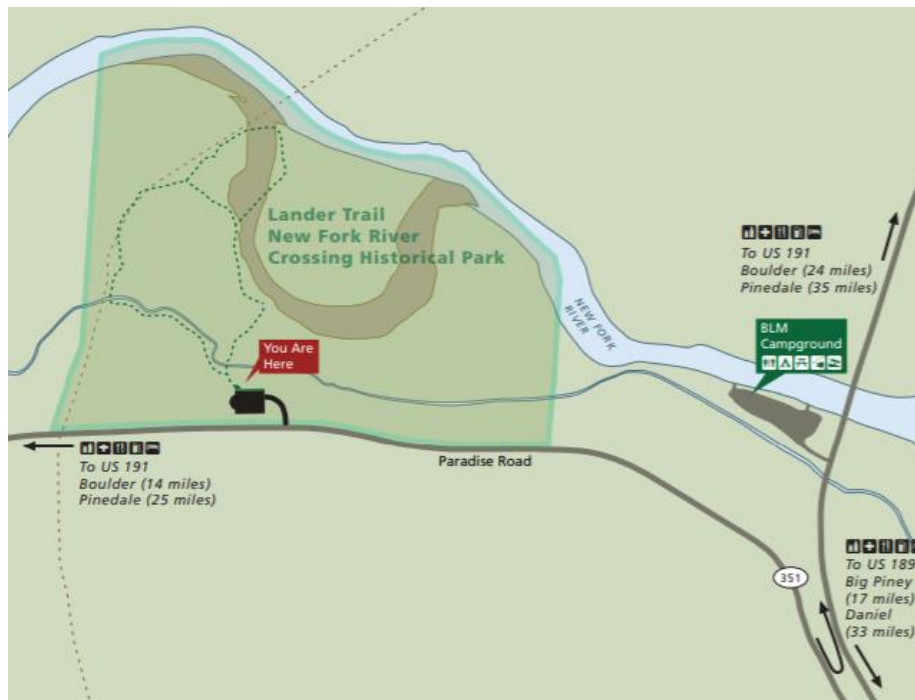 Lander Trail
New Fork River
Crossing Historical Park
You Are
Here
NEW FORK
RIVER
To US 191
Boulder (24 miles)
Pinedale (35 miles)
BLM
Campground
To US 191
Boulder (14 miles)
Pinedale (25 miles)
Paradise Road
351
To US 189
Big Piney
(17 miles)
Daniel
(33 miles)